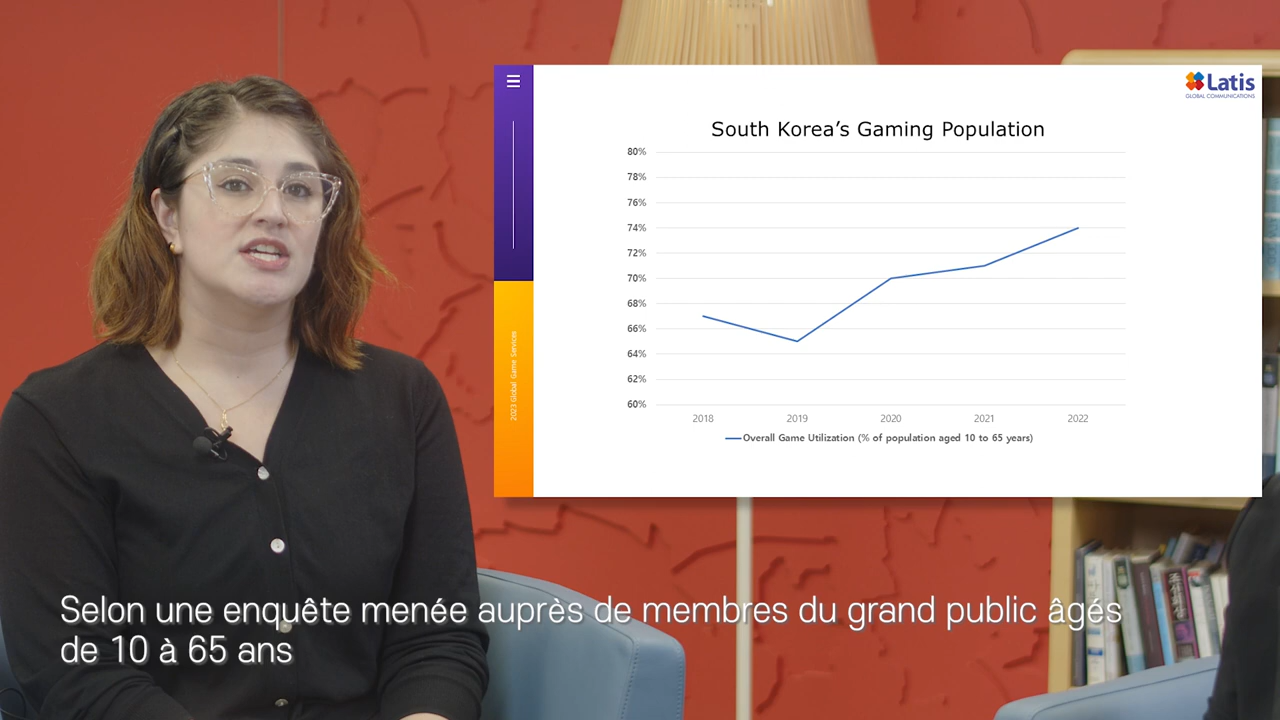 Latis
GLOBAL COMMUNICATIONS
South Korea's Gaming Population
80%
78%
76%
74%
72%
70%
68%
66%
64%
62%
60%
2018 2019 2020 2021 2022
Overall Game Utilization (% of population aged 10 to 65 years)
2023 Global Game Services
Selon une enquête menée auprès de membres du grand public âgés
de 10 à 65 ans